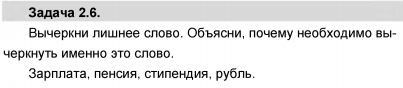 Задача 2.6.
Вычеркни лишнее слово. Объясни, почему необходимо вы-
черкнуть именно это слово.
Зарплата, пенсия, стипендия, рубль.